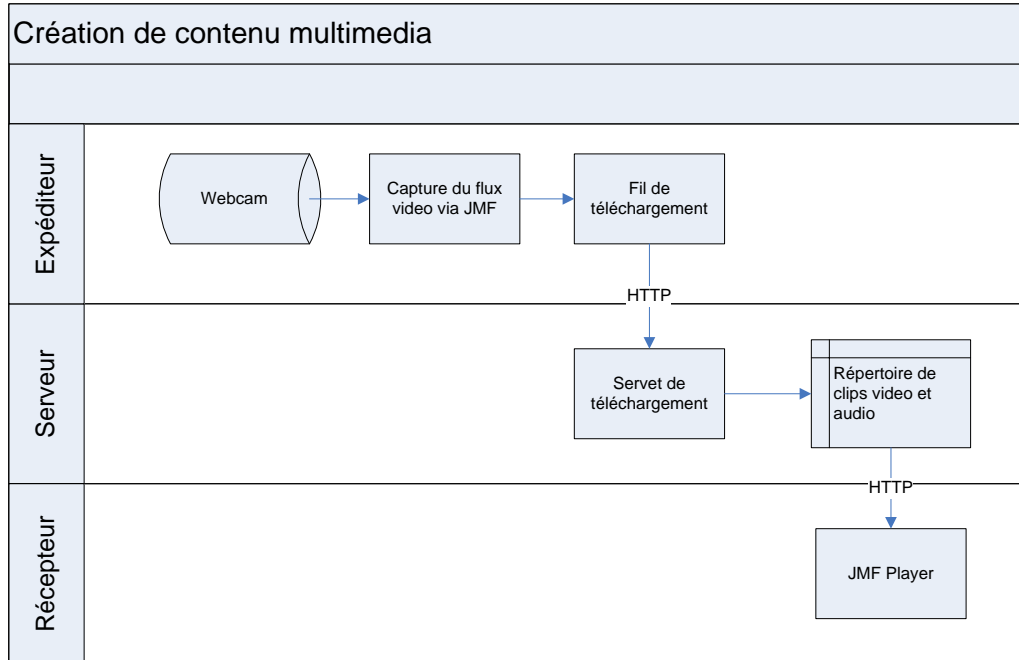 Création de contenu multimedia
Expéditeur
Webcam
Capture du flux
video via JMF
Fil de
téléchargement
HTTP
Serveur
Servet de
téléchargement
Répertoire de
clips video et
audio
HTTP
Récepteur
JMF Player